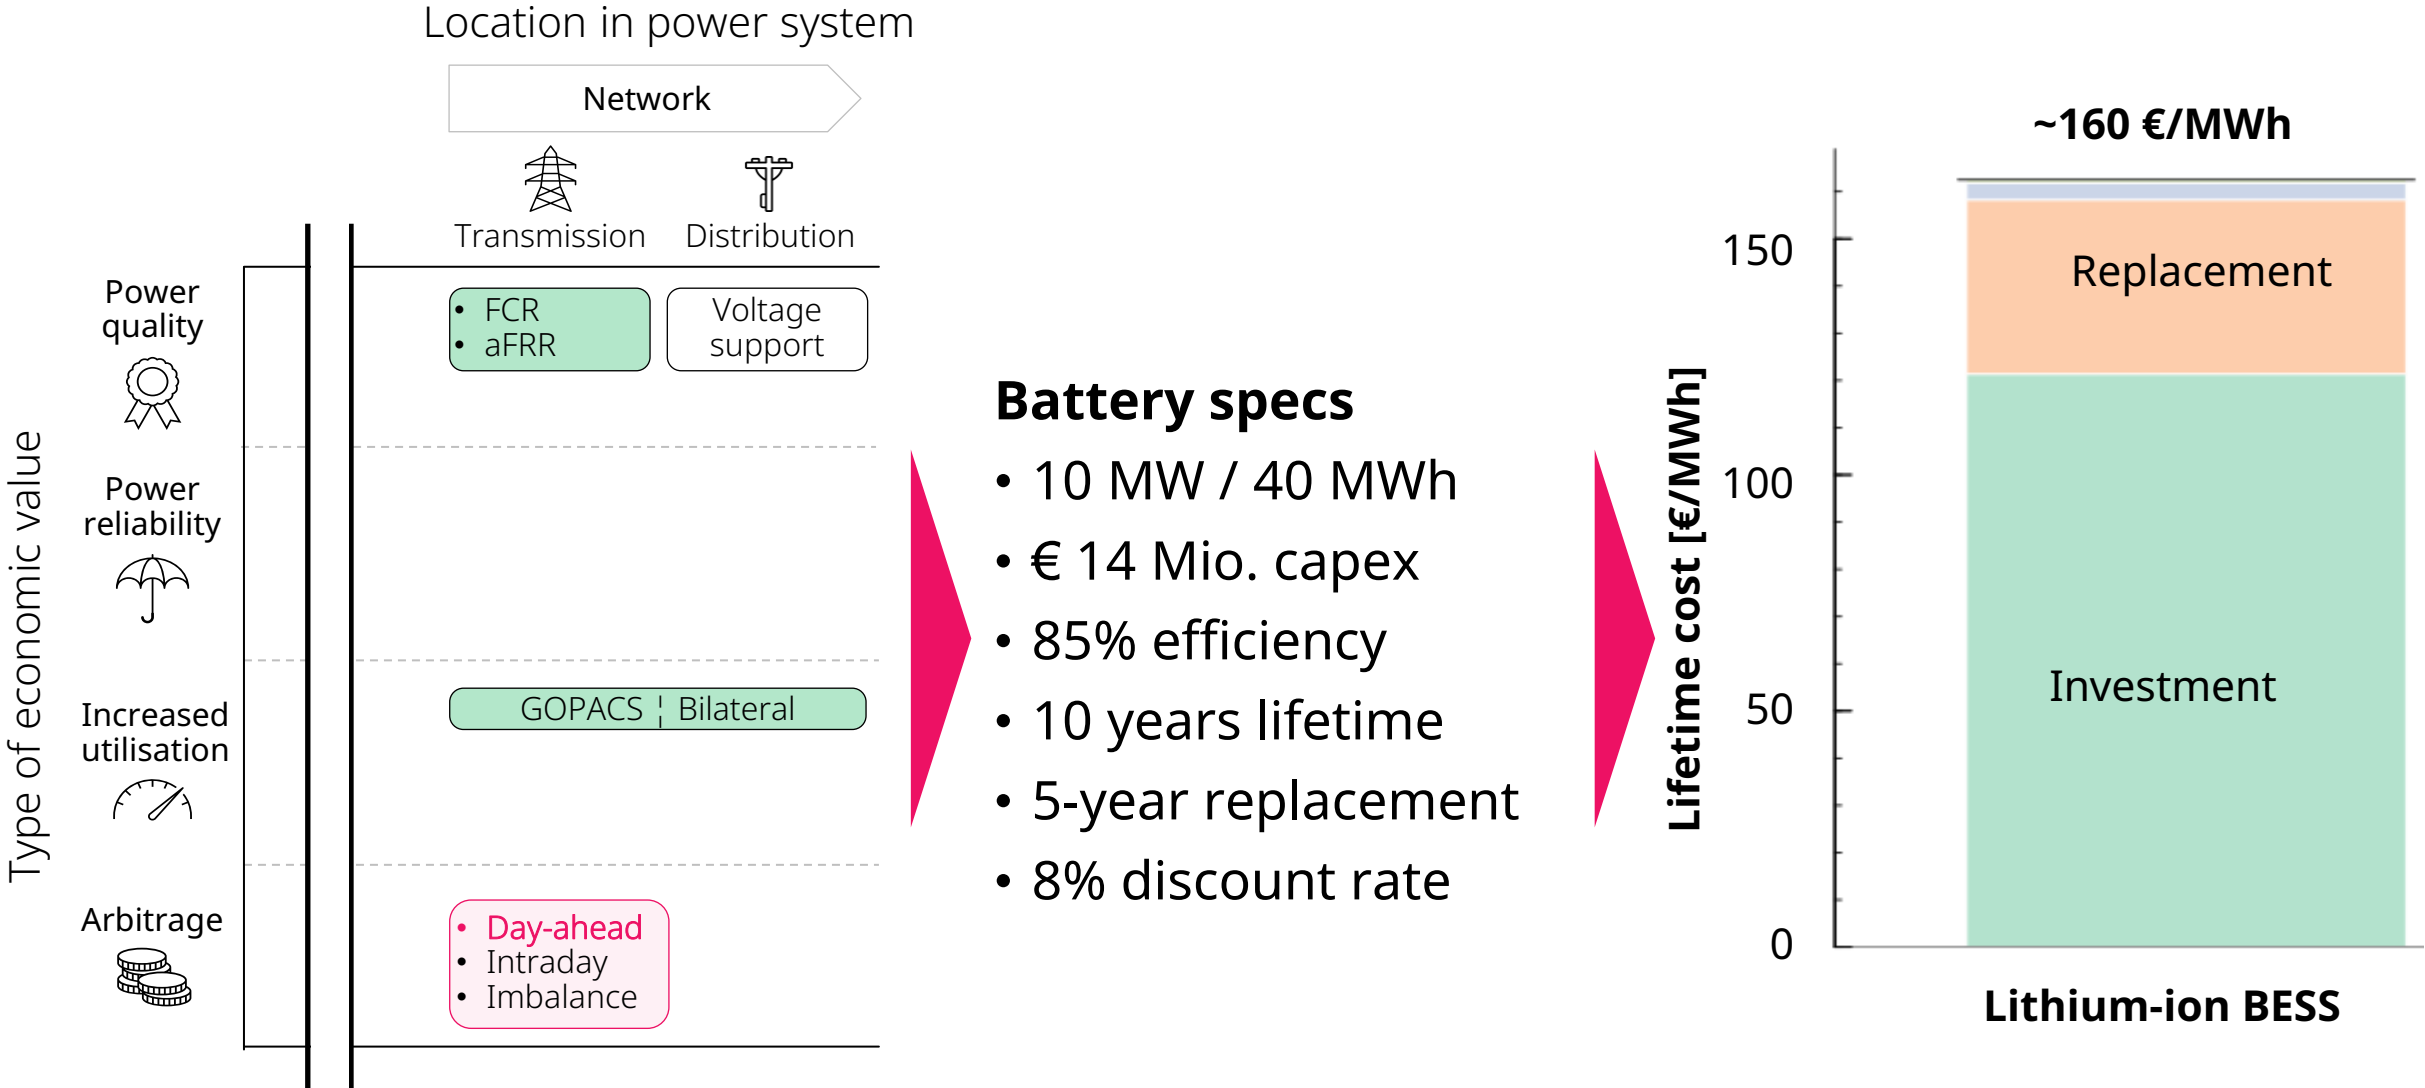 Location in power system
Network
Transmission
Distribution
Type of economic value
Power
quality
• FCR
• aFRR
Voltage
support
Power
reliability
Increased
utilisation
GOPACS ¦ Bilateral
Arbitrage
• Day-ahead
• Intraday
• Imbalance
Battery specs
• 10 MW / 40 MWh
• € 14 Mio. capex
• 85% efficiency
• 10 years lifetime
• 5-year replacement
• 8% discount rate
~160 €/MWh
Lifetime cost [€/MWh]
150
100
50
0
Replacement
Investment
Lithium-ion BESS